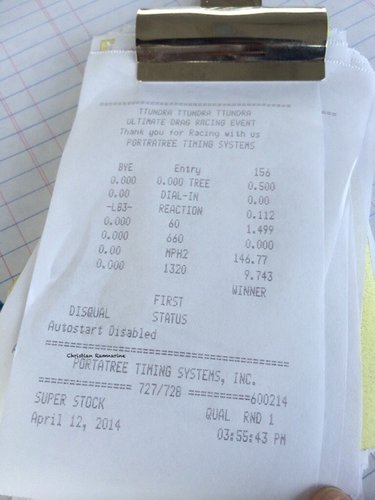 TTUNDRA TTUNDRA TTUNDRA
ULTIMATE DRAG RACING EVENT
Thank you for Racing with us
PORTRATREE TIMING SYSTEMS
BYE Entry 156
0.000 0.000 TREE 0.500
0.00 DIAL-IN 0.00
-LB3- REACTION 0.112
0.000 60 1.499
0.000 660 0.000
0.00 MPH2 146.77
0.000 1320 9.743
FIRST WINNER
DISQUAL STATUS
Autostart Disabled
Christian Ramnarine
PORTATREE TIMING SYSTEMS, INC.
=============== 727/728 ==========600214
SUPER STOCK QUAL RND 1
April 12, 2014 03:55:43 PM